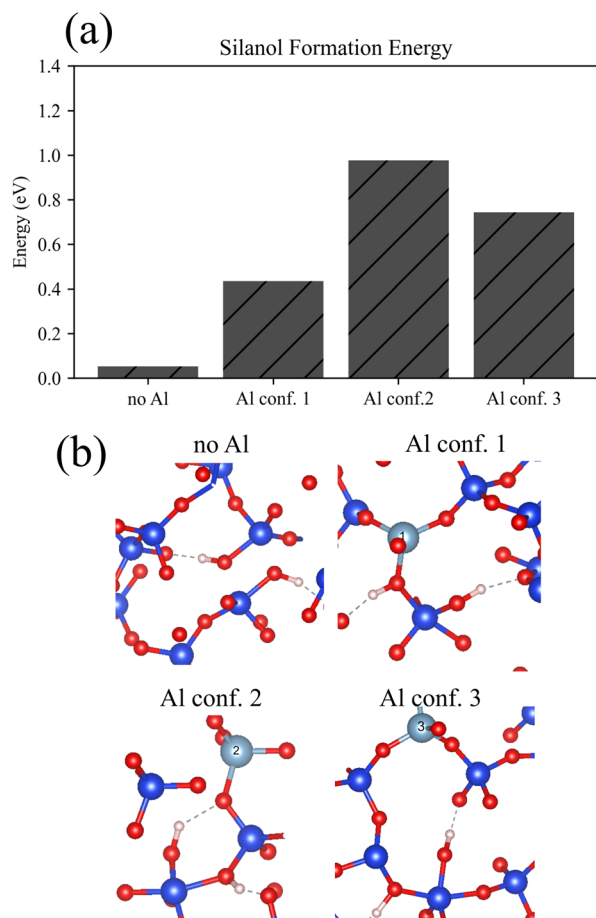 (a)
Silanol Formation Energy
1.4
1.2
1.0
0.8
0.6
0.4
0.2
0.0
Energy (eV)
no Al
Al conf. 1
Al conf.2
Al conf. 3
(b)
no Al
Al conf. 1
1
Al conf. 2
Al conf. 3
2
3